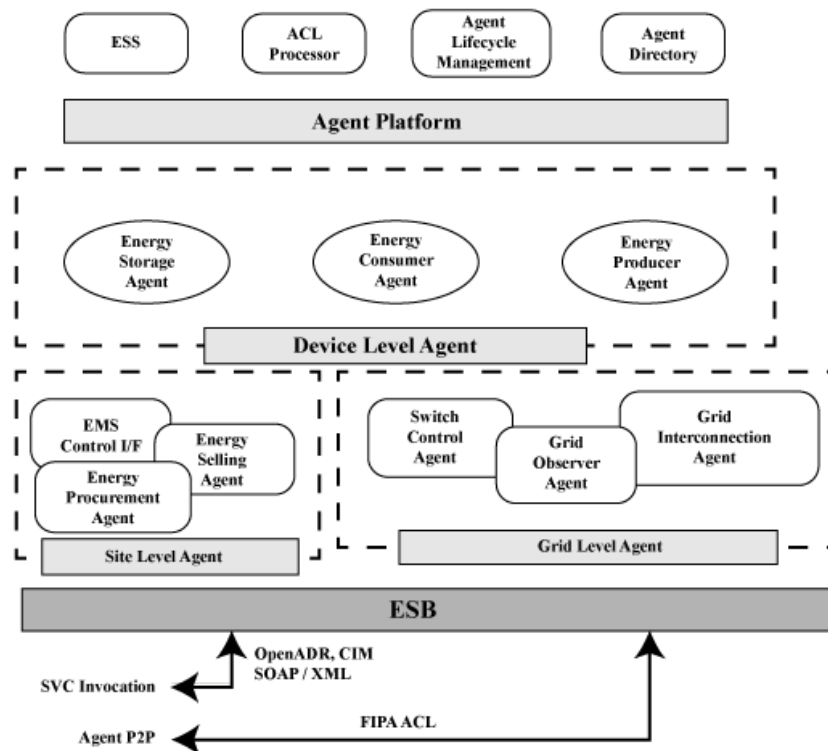 ESS
ACL
Processor
Agent
Lifecycle
Management
Agent
Directory
Agent Platform
Energy
Storage
Agent
Energy
Consumer
Agent
Energy
Producer
Agent
Device Level Agent
EMS
Control I/F
Energy
Selling
Agent
Energy
Procurement
Agent
Site Level Agent
Switch
Control
Agent
Grid
Observer
Agent
Grid
Interconnection
Agent
Grid Level Agent
ESB
OpenADR, CIM
SOAP / XML
SVC Invocation
FIPA ACL
Agent P2P